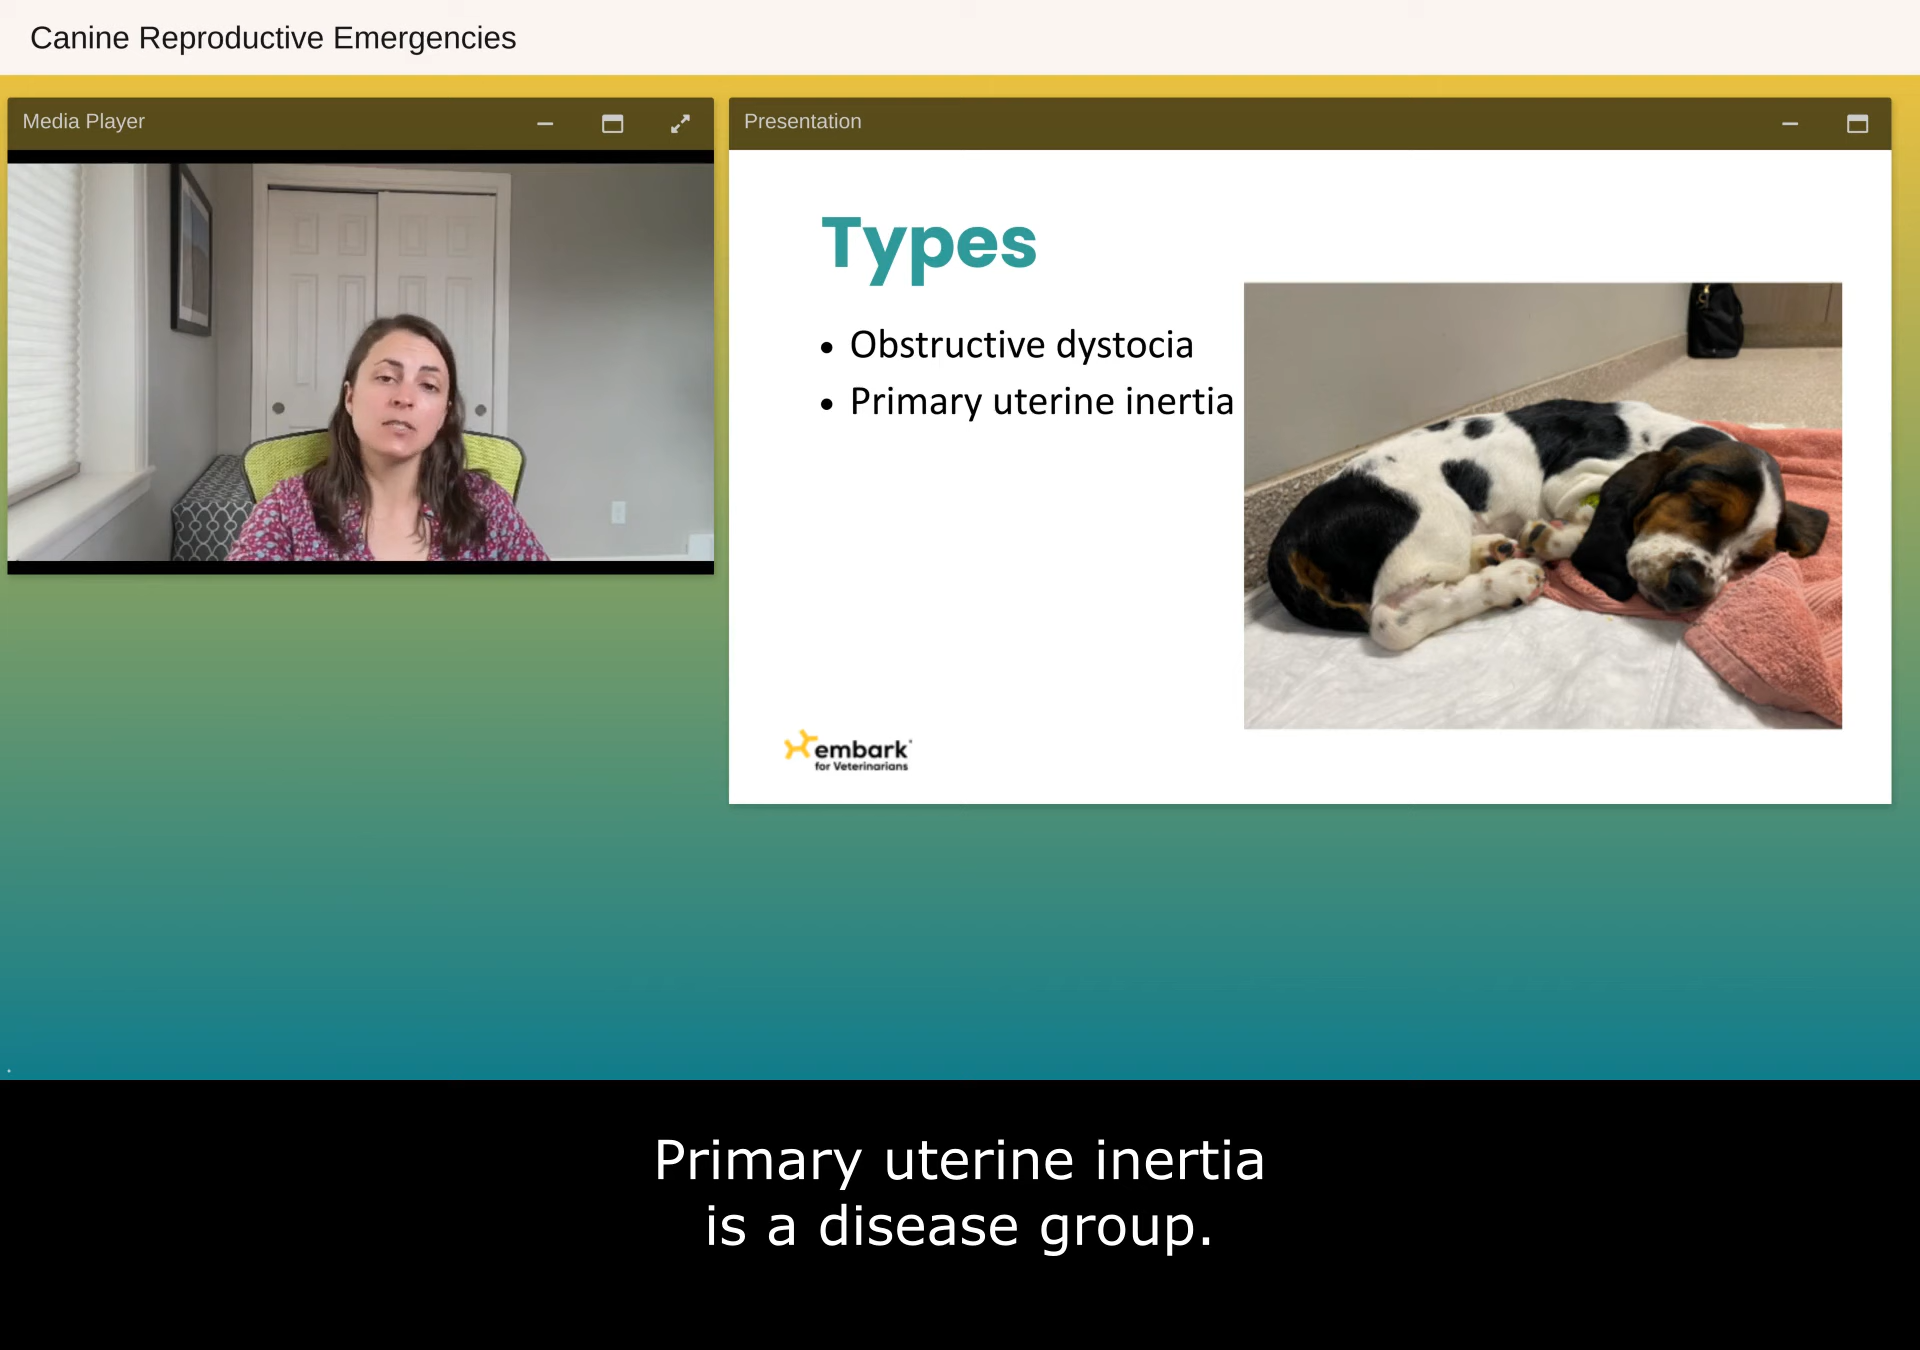 Canine Reproductive Emergencies
Media Player
Presentation
Types
• Obstructive dystocia
• Primary uterine inertia
embark
for Veterinarians
Primary uterine inertia
is a disease group.